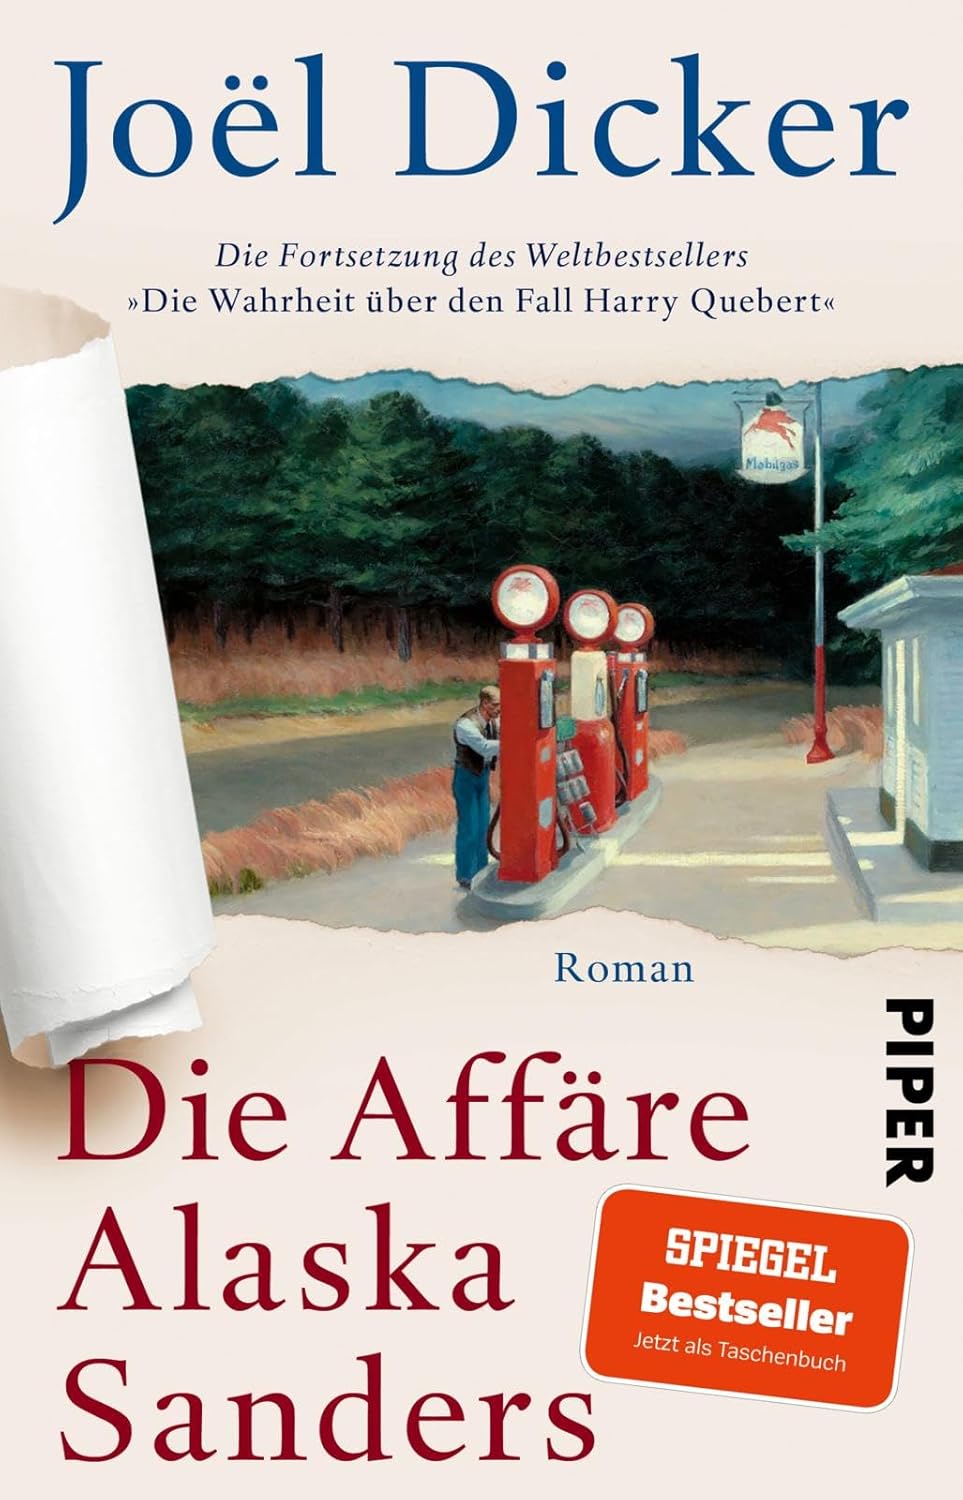 Joël Dicker
Die Fortsetzung des Weltbestsellers
»Die Wahrheit über den Fall Harry Quebert«
Mobilgas
Roman
PIPER
Die Affäre
Alaska
Sanders
SPIEGEL
Bestseller
Jetzt als Taschenbuch